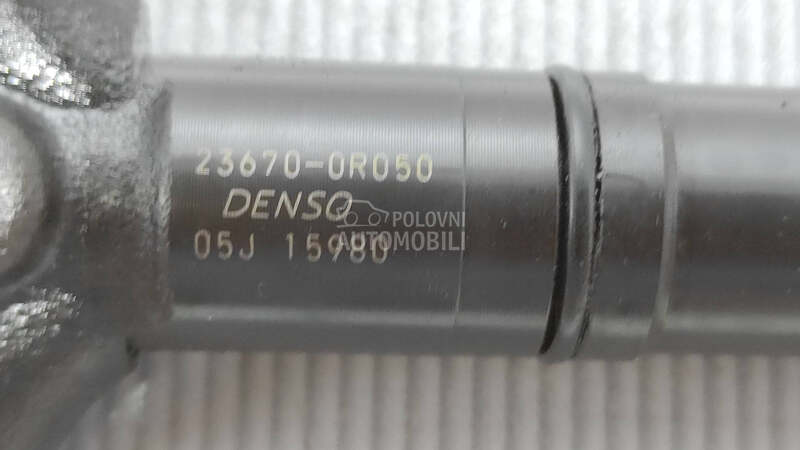 23670-0R050
DENSO
05J 15980
POLOVNI
AUTOMOBILI